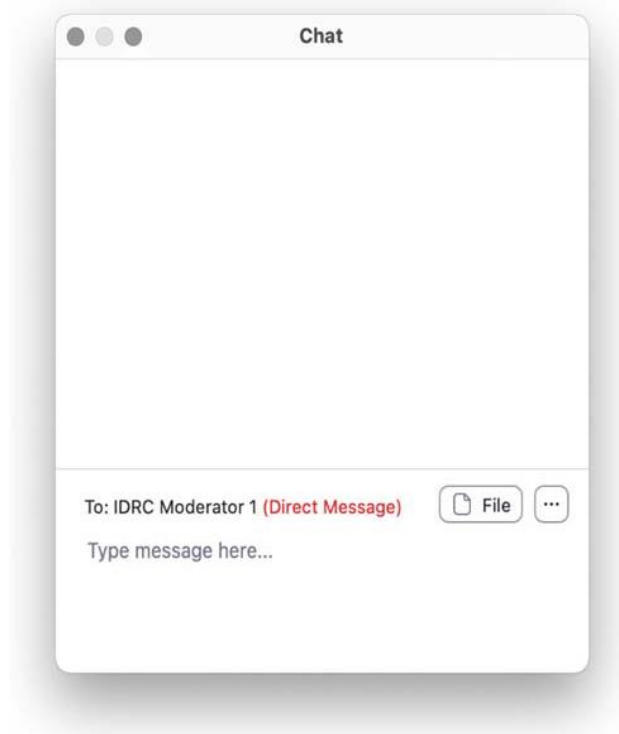 Chat
To: IDRC Moderator 1 (Direct Message) File ...
Type message here...